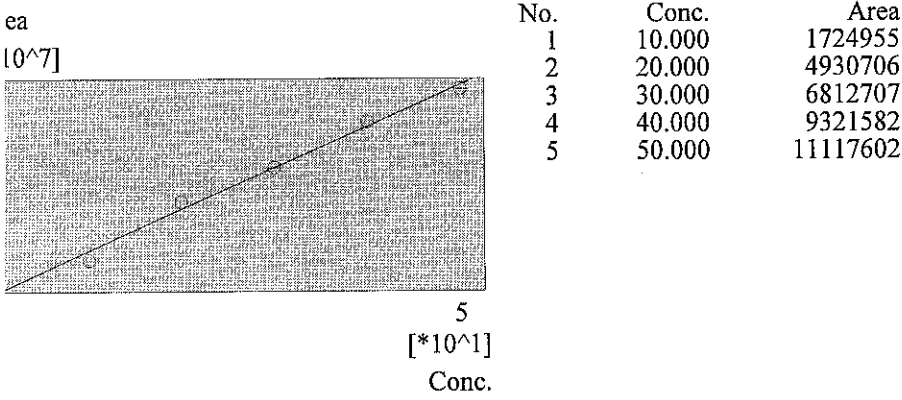 ea
l0^7]
5
[*10^1]
Conc.
No. Conc. Area
1 10.000 1724955
2 20.000 4930706
3 30.000 6812707
4 40.000 9321582
5 50.000 11117602